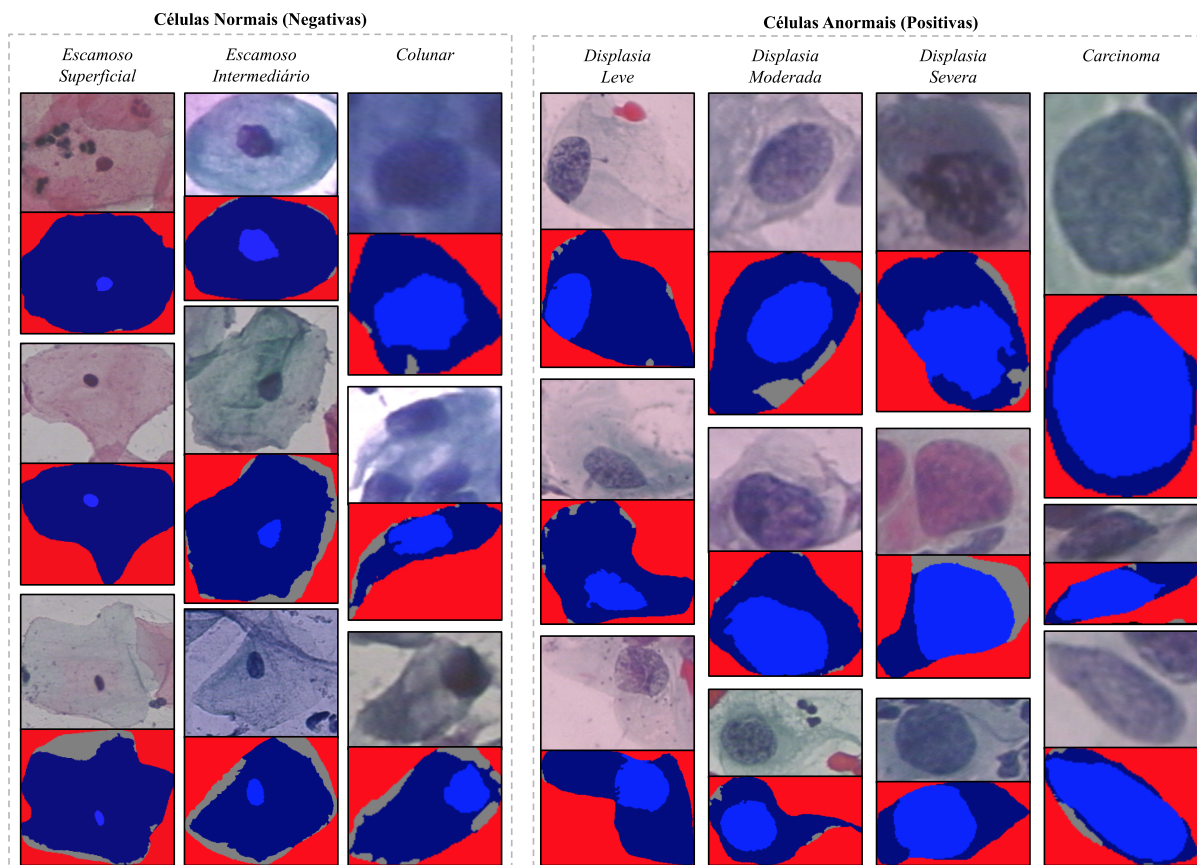 Células Normais (Negativas)
Células Anormais (Positivas)
Escamoso
Superficial
Escamoso
Intermediário
Colunar
Displasia
Leve
Displasia
Moderada
Displasia
Severa
Carcinoma